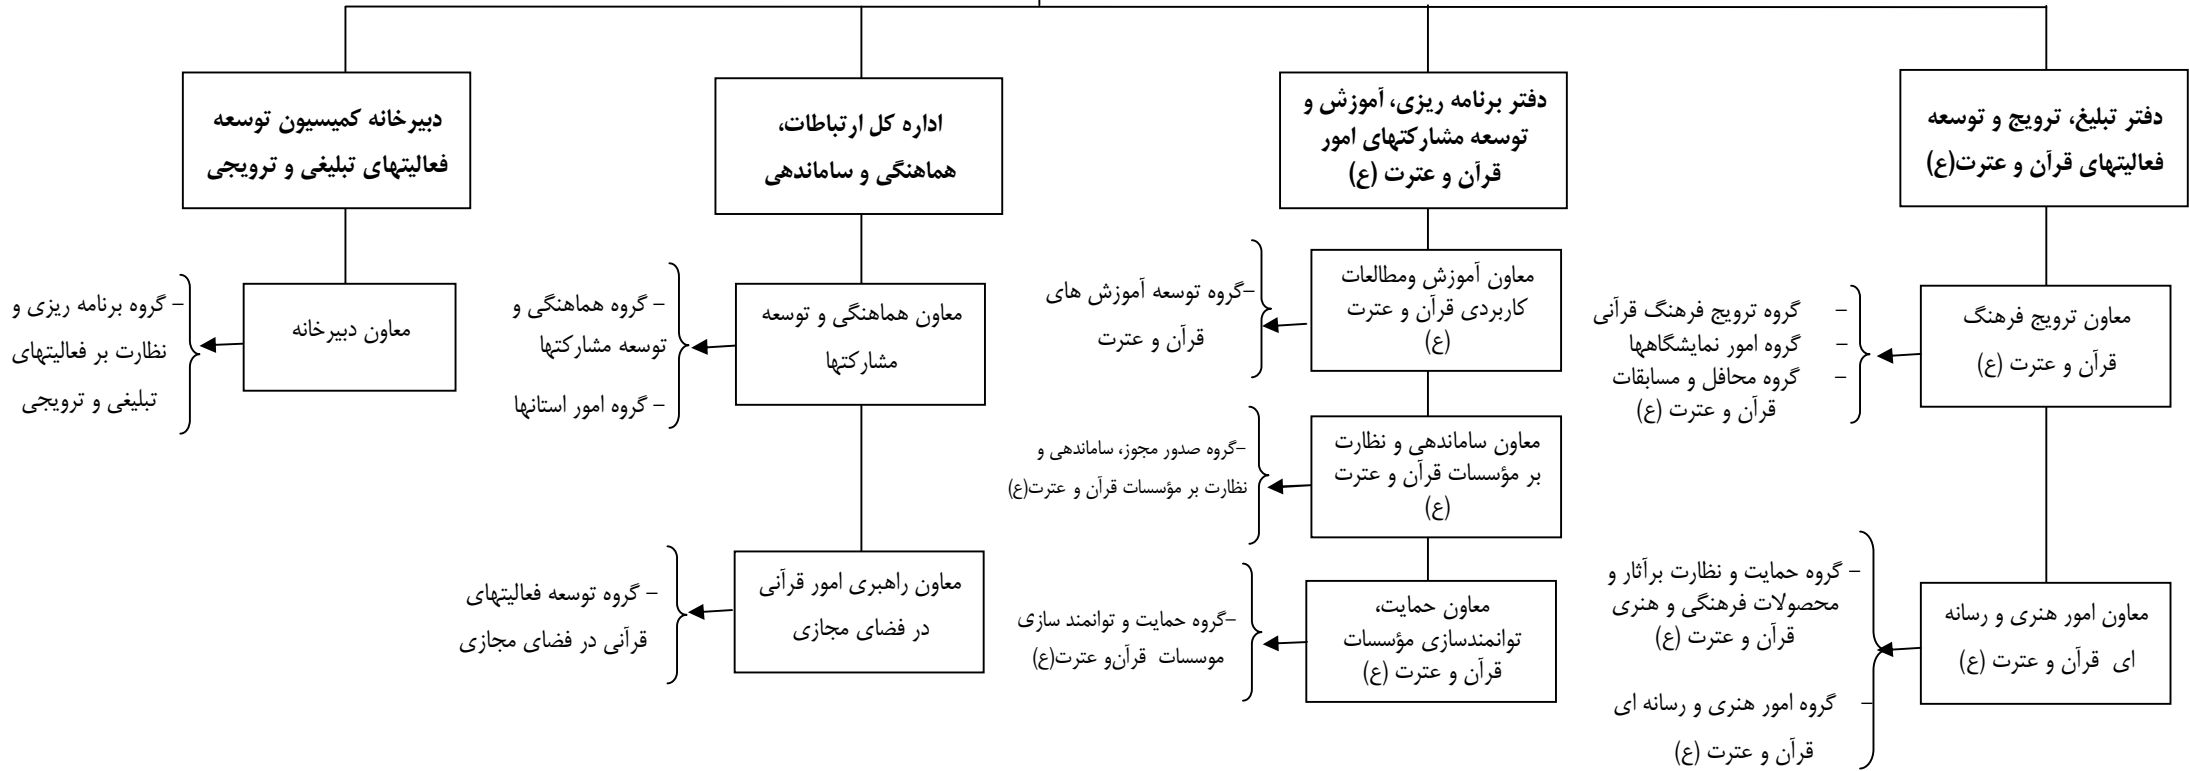 دفتر تبلیغ، ترویج و توسعه
فعالیتهای قرآن و عترت(ع)
معاون ترویج فرهنگ
قرآن و عترت (ع)
– گروه ترویج فرهنگ قرآنی
– گروه امور نمایشگاهها
– گروه محافل و مسابقات
قرآن و عترت (ع)
معاون امور هنری و رسانه
ای قرآن و عترت (ع)
– گروه حمایت و نظارت برآثار و
محصولات فرهنگی و هنری
قرآن و عترت (ع)
– گروه امور هنری و رسانه ای
قرآن و عترت (ع)
دفتر برنامه ریزی، آموزش و
توسعه مشارکتهای امور
قرآن و عترت (ع)
معاون آموزش ومطالعات
کاربردی قرآن و عترت
(ع)
–گروه توسعه آموزش های
قرآن و عترت
معاون ساماندهی و نظارت
بر مؤسسات قرآن و عترت
(ع)
–گروه صدور مجوز، ساماندهی و
نظارت بر مؤسسات قرآن و عترت(ع)
معاون حمایت،
توانمندسازی مؤسسات
قرآن و عترت (ع)
–گروه حمایت و توانمند سازی
موسسات قرآن‌و عترت(ع)
اداره کل ارتباطات،
هماهنگی و ساماندهی
معاون هماهنگی و توسعه
مشارکتها
– گروه هماهنگی و
توسعه مشارکتها
– گروه امور استانها
معاون راهبری امور قرآنی
در فضای مجازی
– گروه توسعه فعالیتهای
قرآنی در فضای مجازی
دبیرخانه کمیسیون توسعه
فعالیتهای تبلیغی و ترویجی
معاون دبیرخانه
– گروه برنامه ریزی و
نظارت بر فعالیتهای
تبلیغی و ترویجی